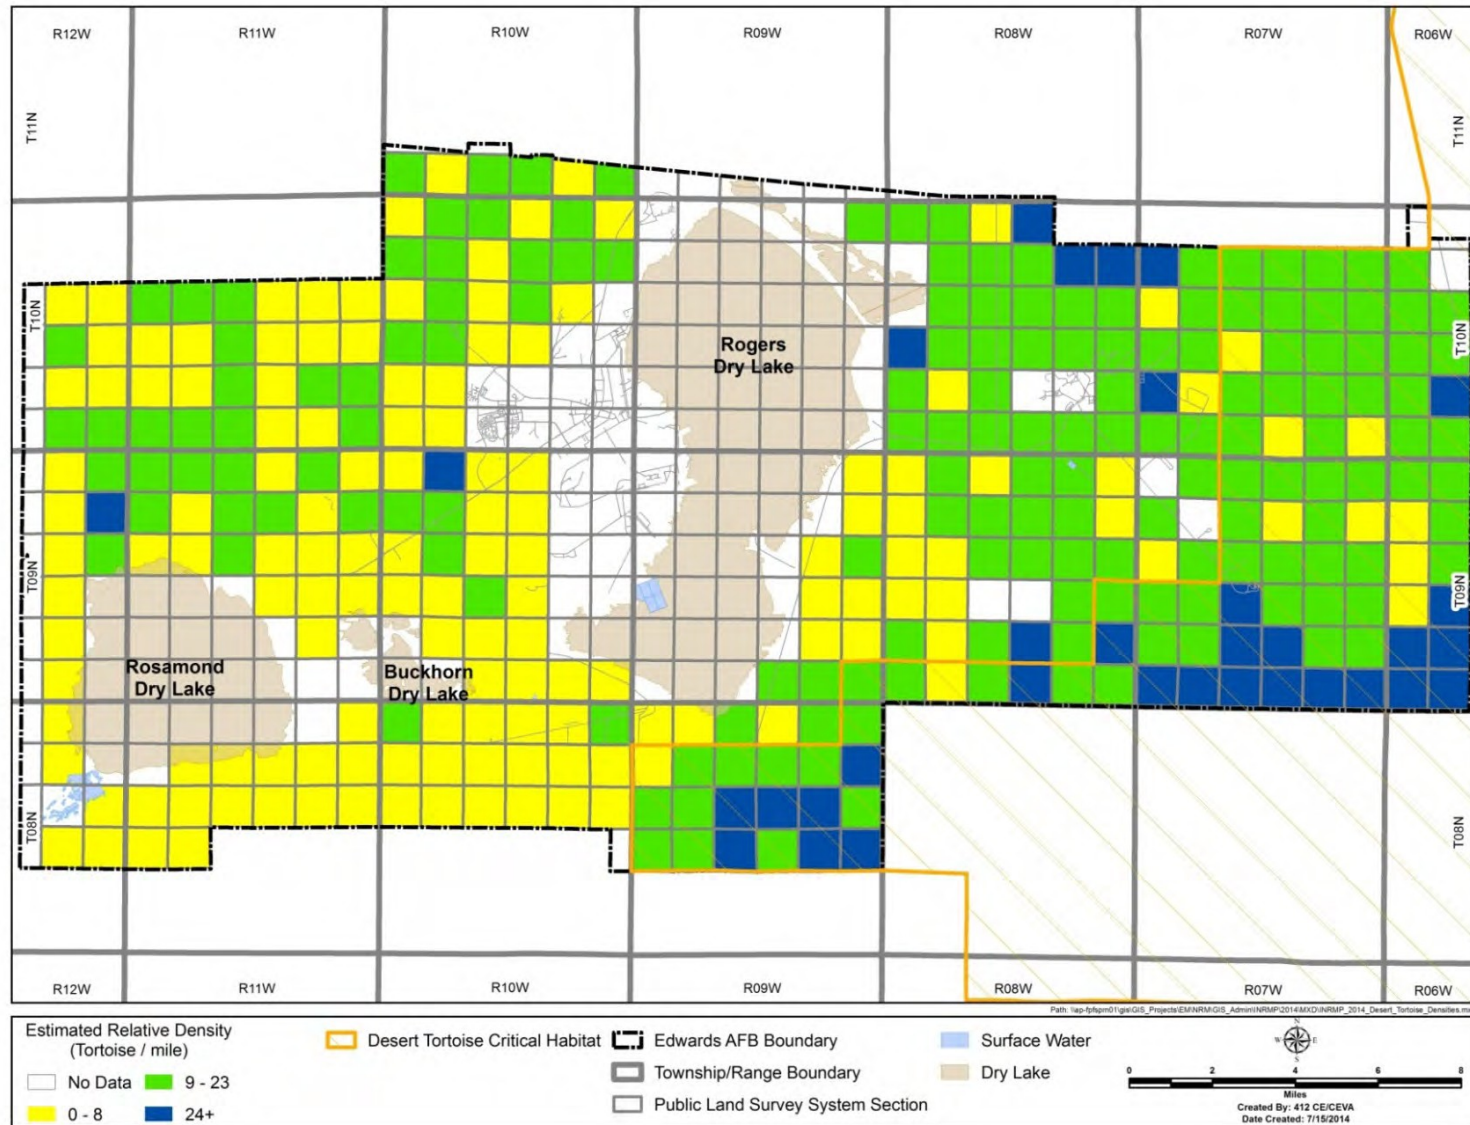 R12W R11W R10W R09W R08W R07W R06W
T11N T11N
T10N T10N
Rogers
Dry Lake
T09N T09N
Rosamond
Dry Lake
Buckhorn
Dry Lake
T08N T08N
R12W R11W R10W R09W R08W R07W R06W
Estimated Relative Density
(Tortoise / mile)
No Data
9 - 23
0 - 8
24+
Desert Tortoise Critical Habitat
Edwards AFB Boundary
Township/Range Boundary
Public Land Survey System Section
Surface Water
Dry Lake
N
W E
S
0 2 4 6 8
Miles
Created By: 412 CE/CEVA
Date Created: 7/15/2014